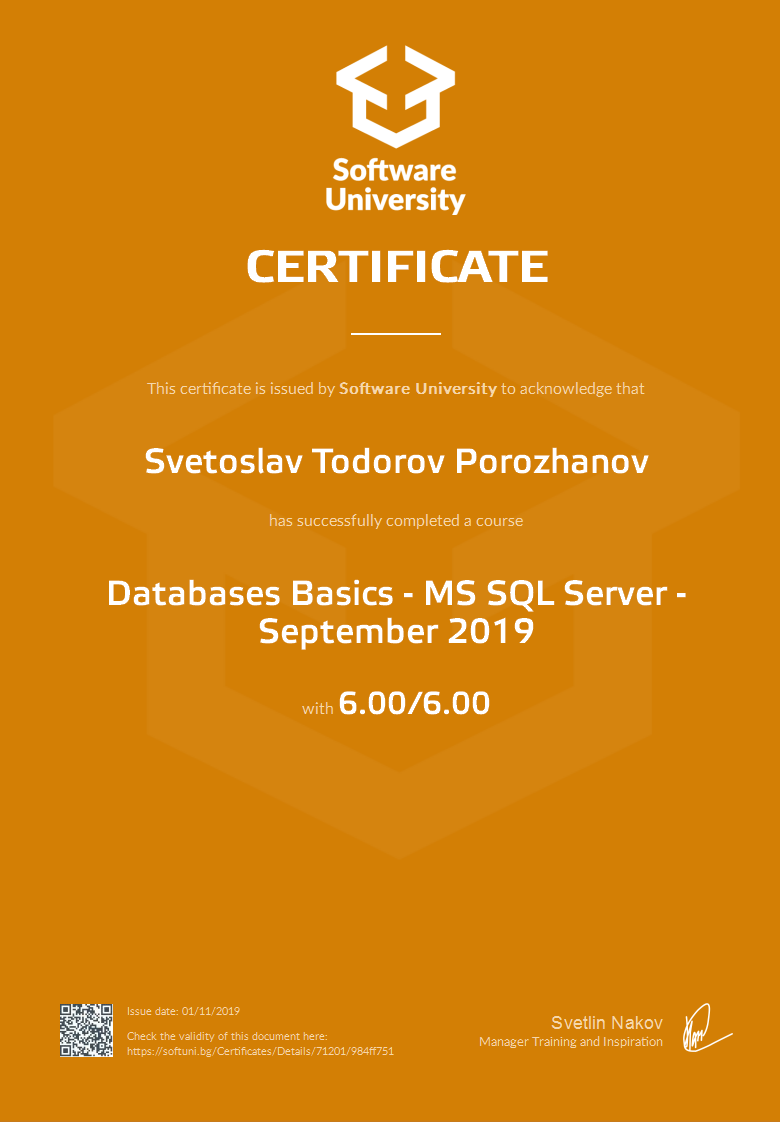 Software
University
CERTIFICATE
This certificate is issued by Software University to acknowledge that
Svetoslav Todorov Porozhanov
has successfully completed a course
Databases Basics - MS SQL Server -
September 2019
with 6.00/6.00
Issue date: 01/11/2019
Check the validity of this document here:
https://softuni.bg/Certificates/Details/71201/984ff751
Svetlin Nakov
Manager Training and Inspiration